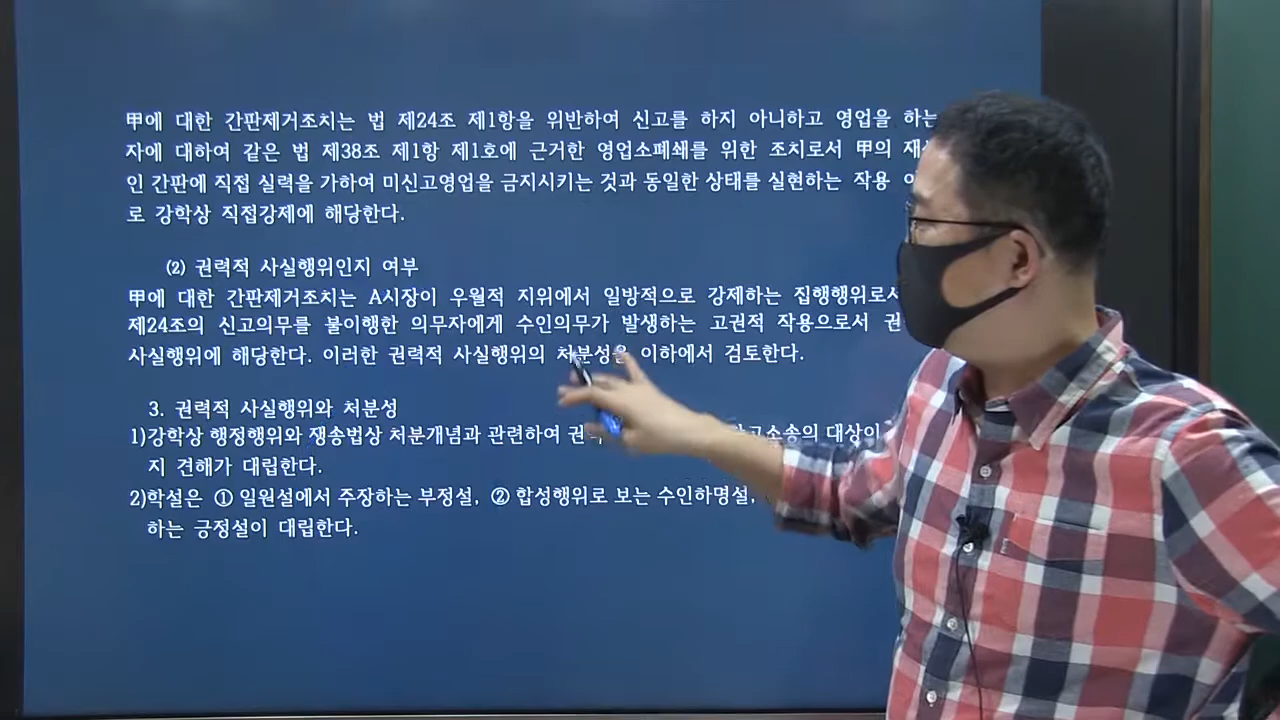 甲에 대한 간판제거조치는 법 제24조 제1항을 위반하여 신고를 하지 아니하고 영업을 하는
자에 대하여 같은 법 제38조 제1항 제1호에 근거한 영업소폐쇄를 위한 조치로서 甲의
인 간판에 직접 실력을 가하여 미신고영업을 금지시키는 것과 동일한 상태를 실현하는 작용
로 강학상 직접강제에 해당한다.
⑵ 권력적 사실행위인지 여부
甲에 대한 간판제거조치는 A시장이 우월적 지위에서 일방적으로 강제하는 집행행위로서
제24조의 신고의무를 불이행한 의무자에게 수인의무가 발생하는 고권적 작용으로서
사실행위에 해당한다. 이러한 권력적 사실행위의 처분성을 이하에서 검토한다.
3. 권력적 사실행위와 처분성
1)강학상 행정행위와 쟁송법상 처분개념과 관련하여 항고소송의 대상이
지 견해가 대립한다.
2)학설은 ① 일원설에서 주장하는 부정설, ② 합성행위로 보는 수인하명설,
하는 긍정설이 대립한다.